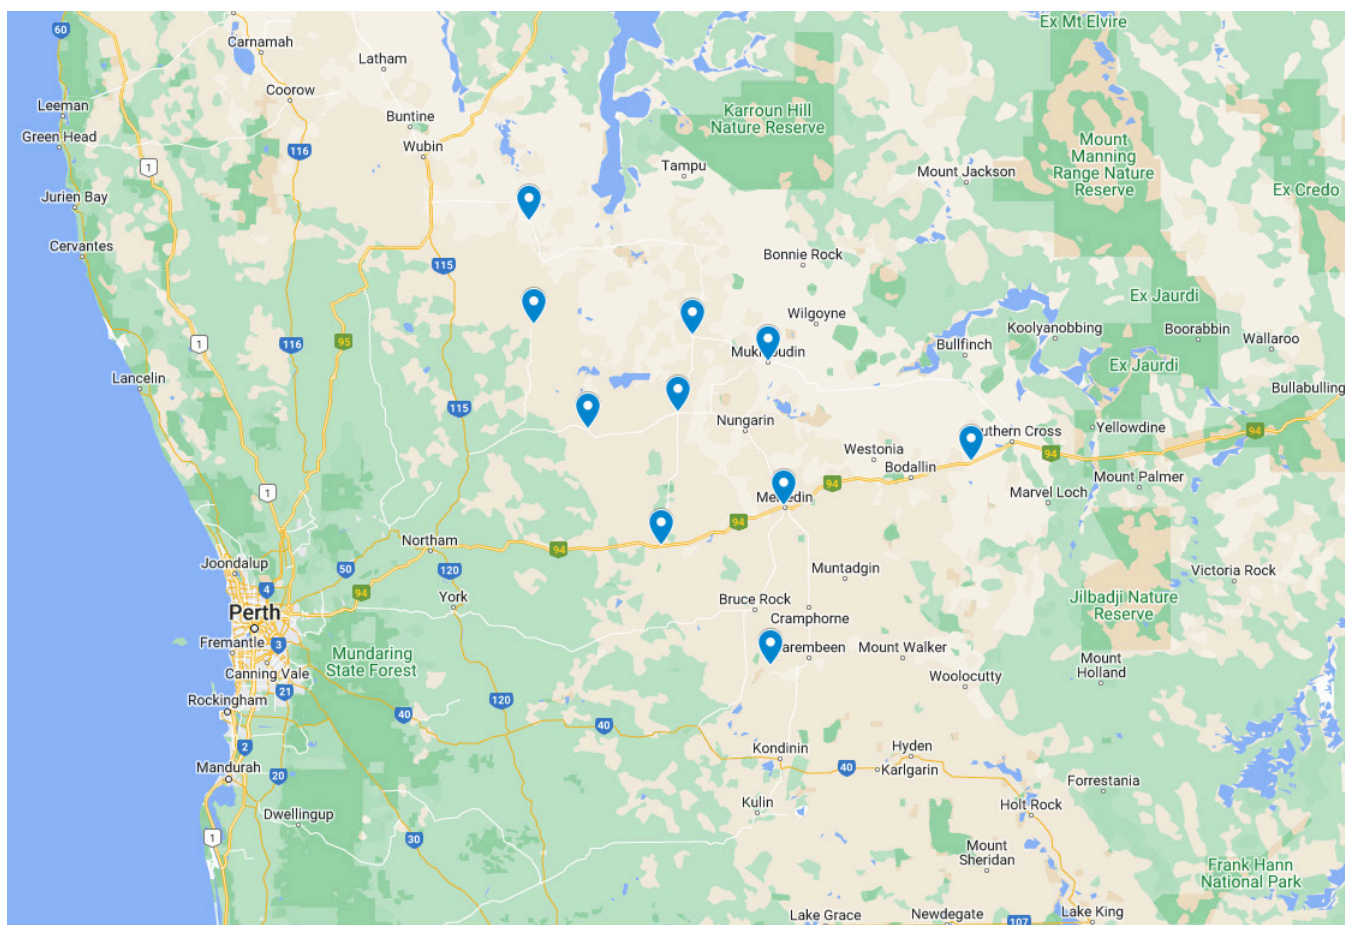 Ex Mt Elvire
60
Carnamah
Latham
Coorow
Leeman
Karroun Hill
Nature Reserve
Buntine
Green Head
Wubin
116
1
Mount
Manning
Range Nature
Reserve
Tampu
Mount Jackson
Ex Credo
Jurien Bay
Cervantes
115
Bonnie Rock
Ex Jaurdi
Wilgoyne
Koolyanobbing
Boorabbin
Wallaroo
116
95
1
Bullfinch
Ex Jaurdi
Lancelin
Bullabulling
115
Nungarin
Yellowdine
94
Westonia
94
Bodallin
Mount Palmer
94
Marvel Loch
1
94
Northam
94
Joondalup
50
120
Muntadgin
Victoria Rock
4
94
York
Bruce Rock
Cramphorne
Jilbadji Nature
Reserve
Perth
Fremantle
3
Mundaring
State Forest
Mount Walker
Mount
Holland
Canning Vale
Woolocutty
21
Rockingham
120
40
40
2
Kondinin
Hyden
Mandurah
20
40
Karlgarin
Forrestania
Kulin
Holt Rock
Dwellingup
1
30
Mount
Sheridan
Frank Hann
National Park
Lake Grace
Newdegate
107
Lake King